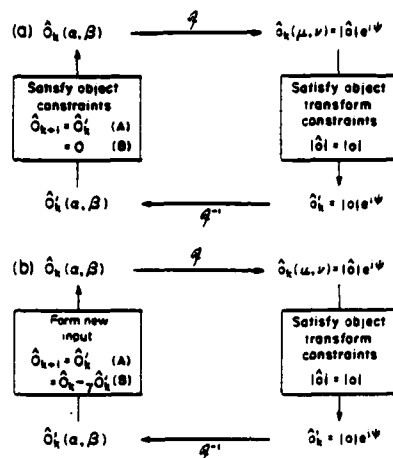 (a) Ô_k(α,β) 𝓕 ô_k(μ,ν)=|ô|e^{iψ}
Satisfy object
constraints
Ô_{k+1}=Ô'_k (A)
=0 (B)
Satisfy object
transform
constraints
|ô|=|o|
Ô'_k(α,β) 𝓕⁻¹ ô'_k=|o|e^{iψ}
(b) Ô_k(α,β) 𝓕 ô_k(μ,ν)=|ô|e^{iψ}
Form new
input
Ô_{k+1}=Ô'_k (A)
=Ô_k-γÔ'_k(B)
Satisfy object
transform
constraints
|ô|=|o|
Ô'_k(α,β) 𝓕⁻¹ ô'_k=|o|e^{iψ}